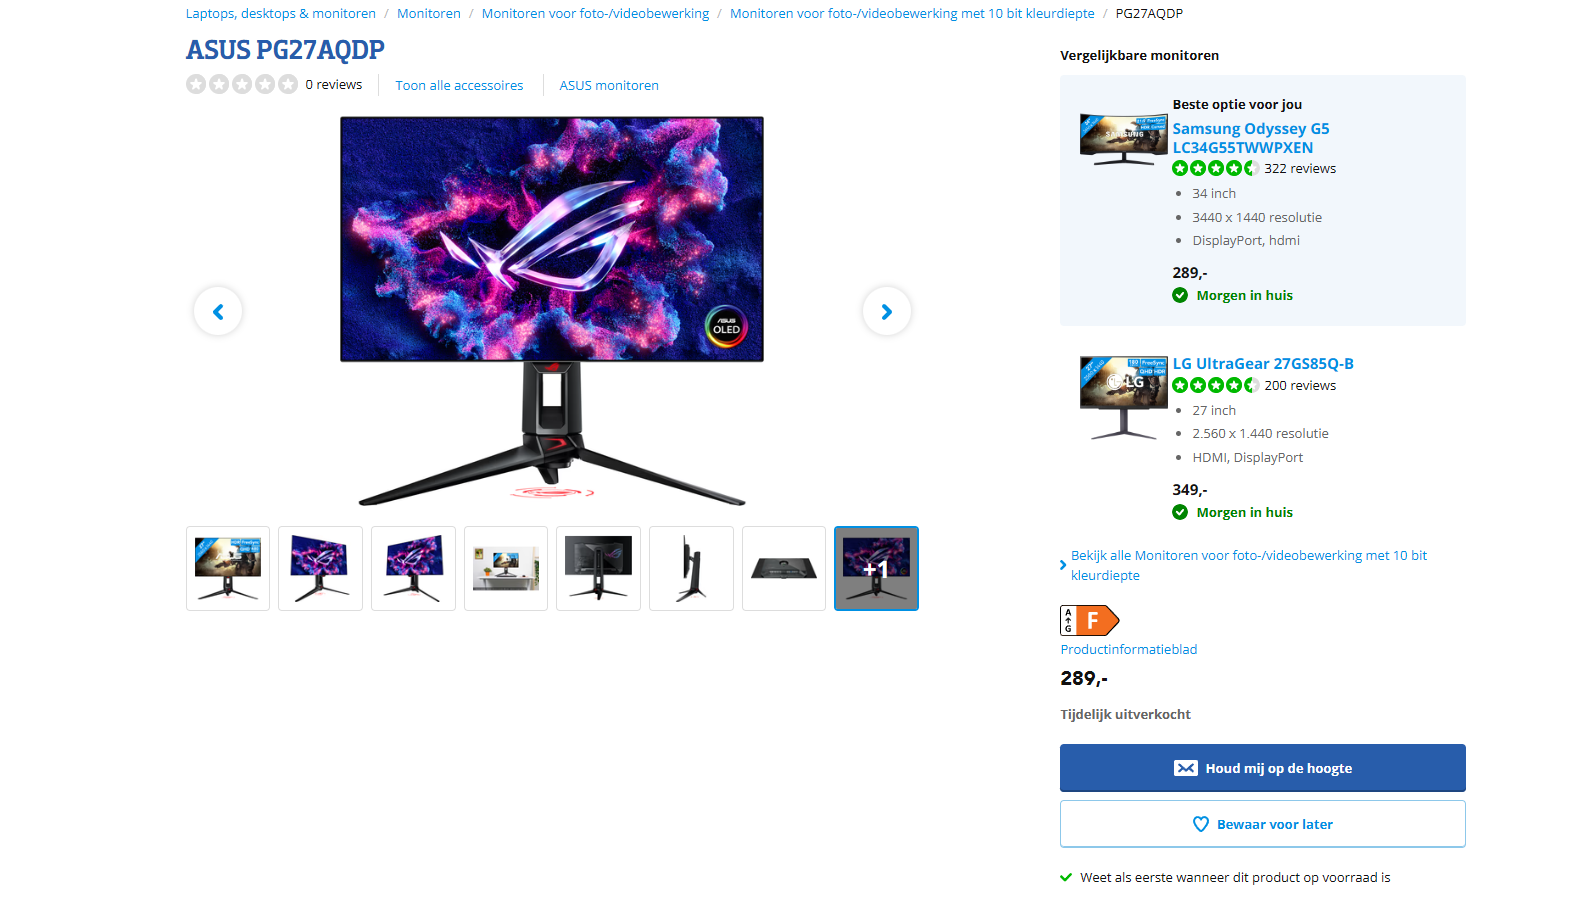 Laptops, desktops & monitoren / Monitoren / Monitoren voor foto-/videobewerking / Monitoren voor foto-/videobewerking met 10 bit kleurdiepte / PG27AQDP
ASUS PG27AQDP
0 reviews
Toon alle accessoires
ASUS monitoren
ASUS
OLED
+1
Vergelijkbare monitoren
Beste optie voor jou
SAMSUNG
Samsung Odyssey G5
LC34G55TWWPXEN
322 reviews
34 inch
3440 x 1440 resolutie
DisplayPort, hdmi
289,-
Morgen in huis
LG
LG UltraGear 27GS85Q-B
200 reviews
27 inch
2.560 x 1.440 resolutie
HDMI, DisplayPort
349,-
Morgen in huis
Bekijk alle Monitoren voor foto-/videobewerking met 10 bit
kleurdiepte
A
G
F
Productinformatieblad
289,-
Tijdelijk uitverkocht
Houd mij op de hoogte
Bewaar voor later
Weet als eerste wanneer dit product op voorraad is